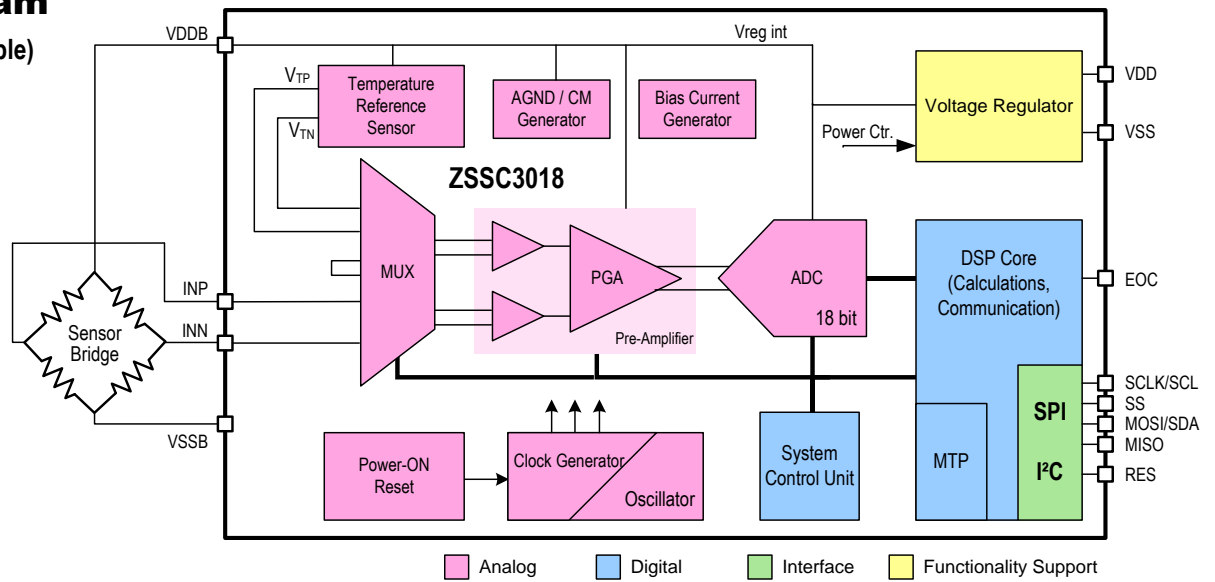 am
ble)
VDDB
Vreg int
VTP
VTN
Temperature
Reference
Sensor
AGND / CM
Generator
Bias Current
Generator
Voltage Regulator
VDD
VSS
Power Ctr.
ZSSC3018
MUX
PGA
Pre-Amplifier
ADC
18 bit
DSP Core
(Calculations,
Communication)
EOC
INP
INN
Sensor
Bridge
VSSB
SCLK/SCL
SS
MOSI/SDA
MISO
RES
SPI
I²C
MTP
System
Control Unit
Power-ON
Reset
Clock Generator
Oscillator
Analog
Digital
Interface
Functionality Support